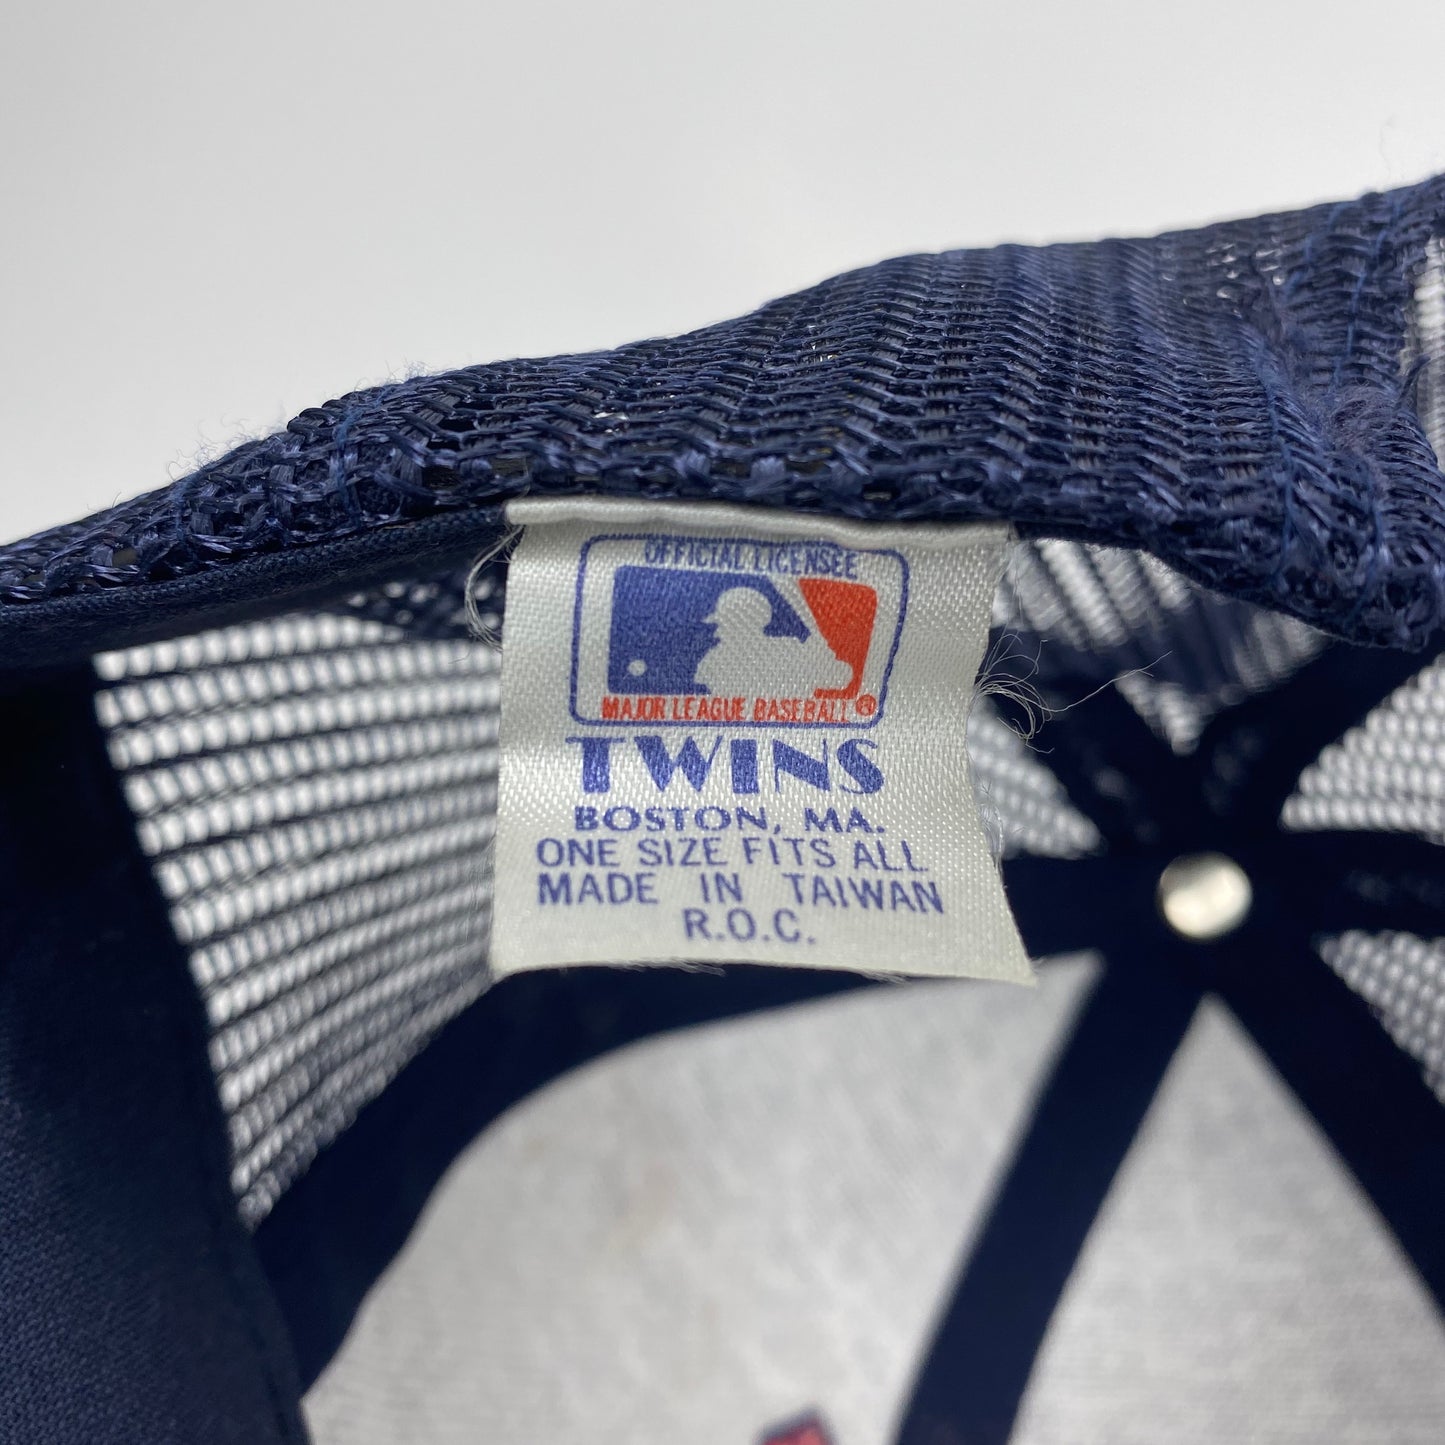 OFFICIAL LICENSEE
MAJOR LEAGUE BASEBALL®
TWINS
BOSTON, MA.
ONE SIZE FITS ALL
MADE IN TAIWAN
R.O.C.